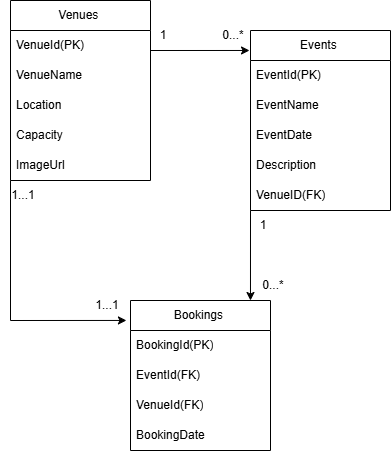 Venues
VenueId(PK)
VenueName
Location
Capacity
ImageUrl
1
0...*
Events
EventId(PK)
EventName
EventDate
Description
VenueID(FK)
1...1
1
1...1
0...*
Bookings
BookingId(PK)
EventId(FK)
VenueId(FK)
BookingDate